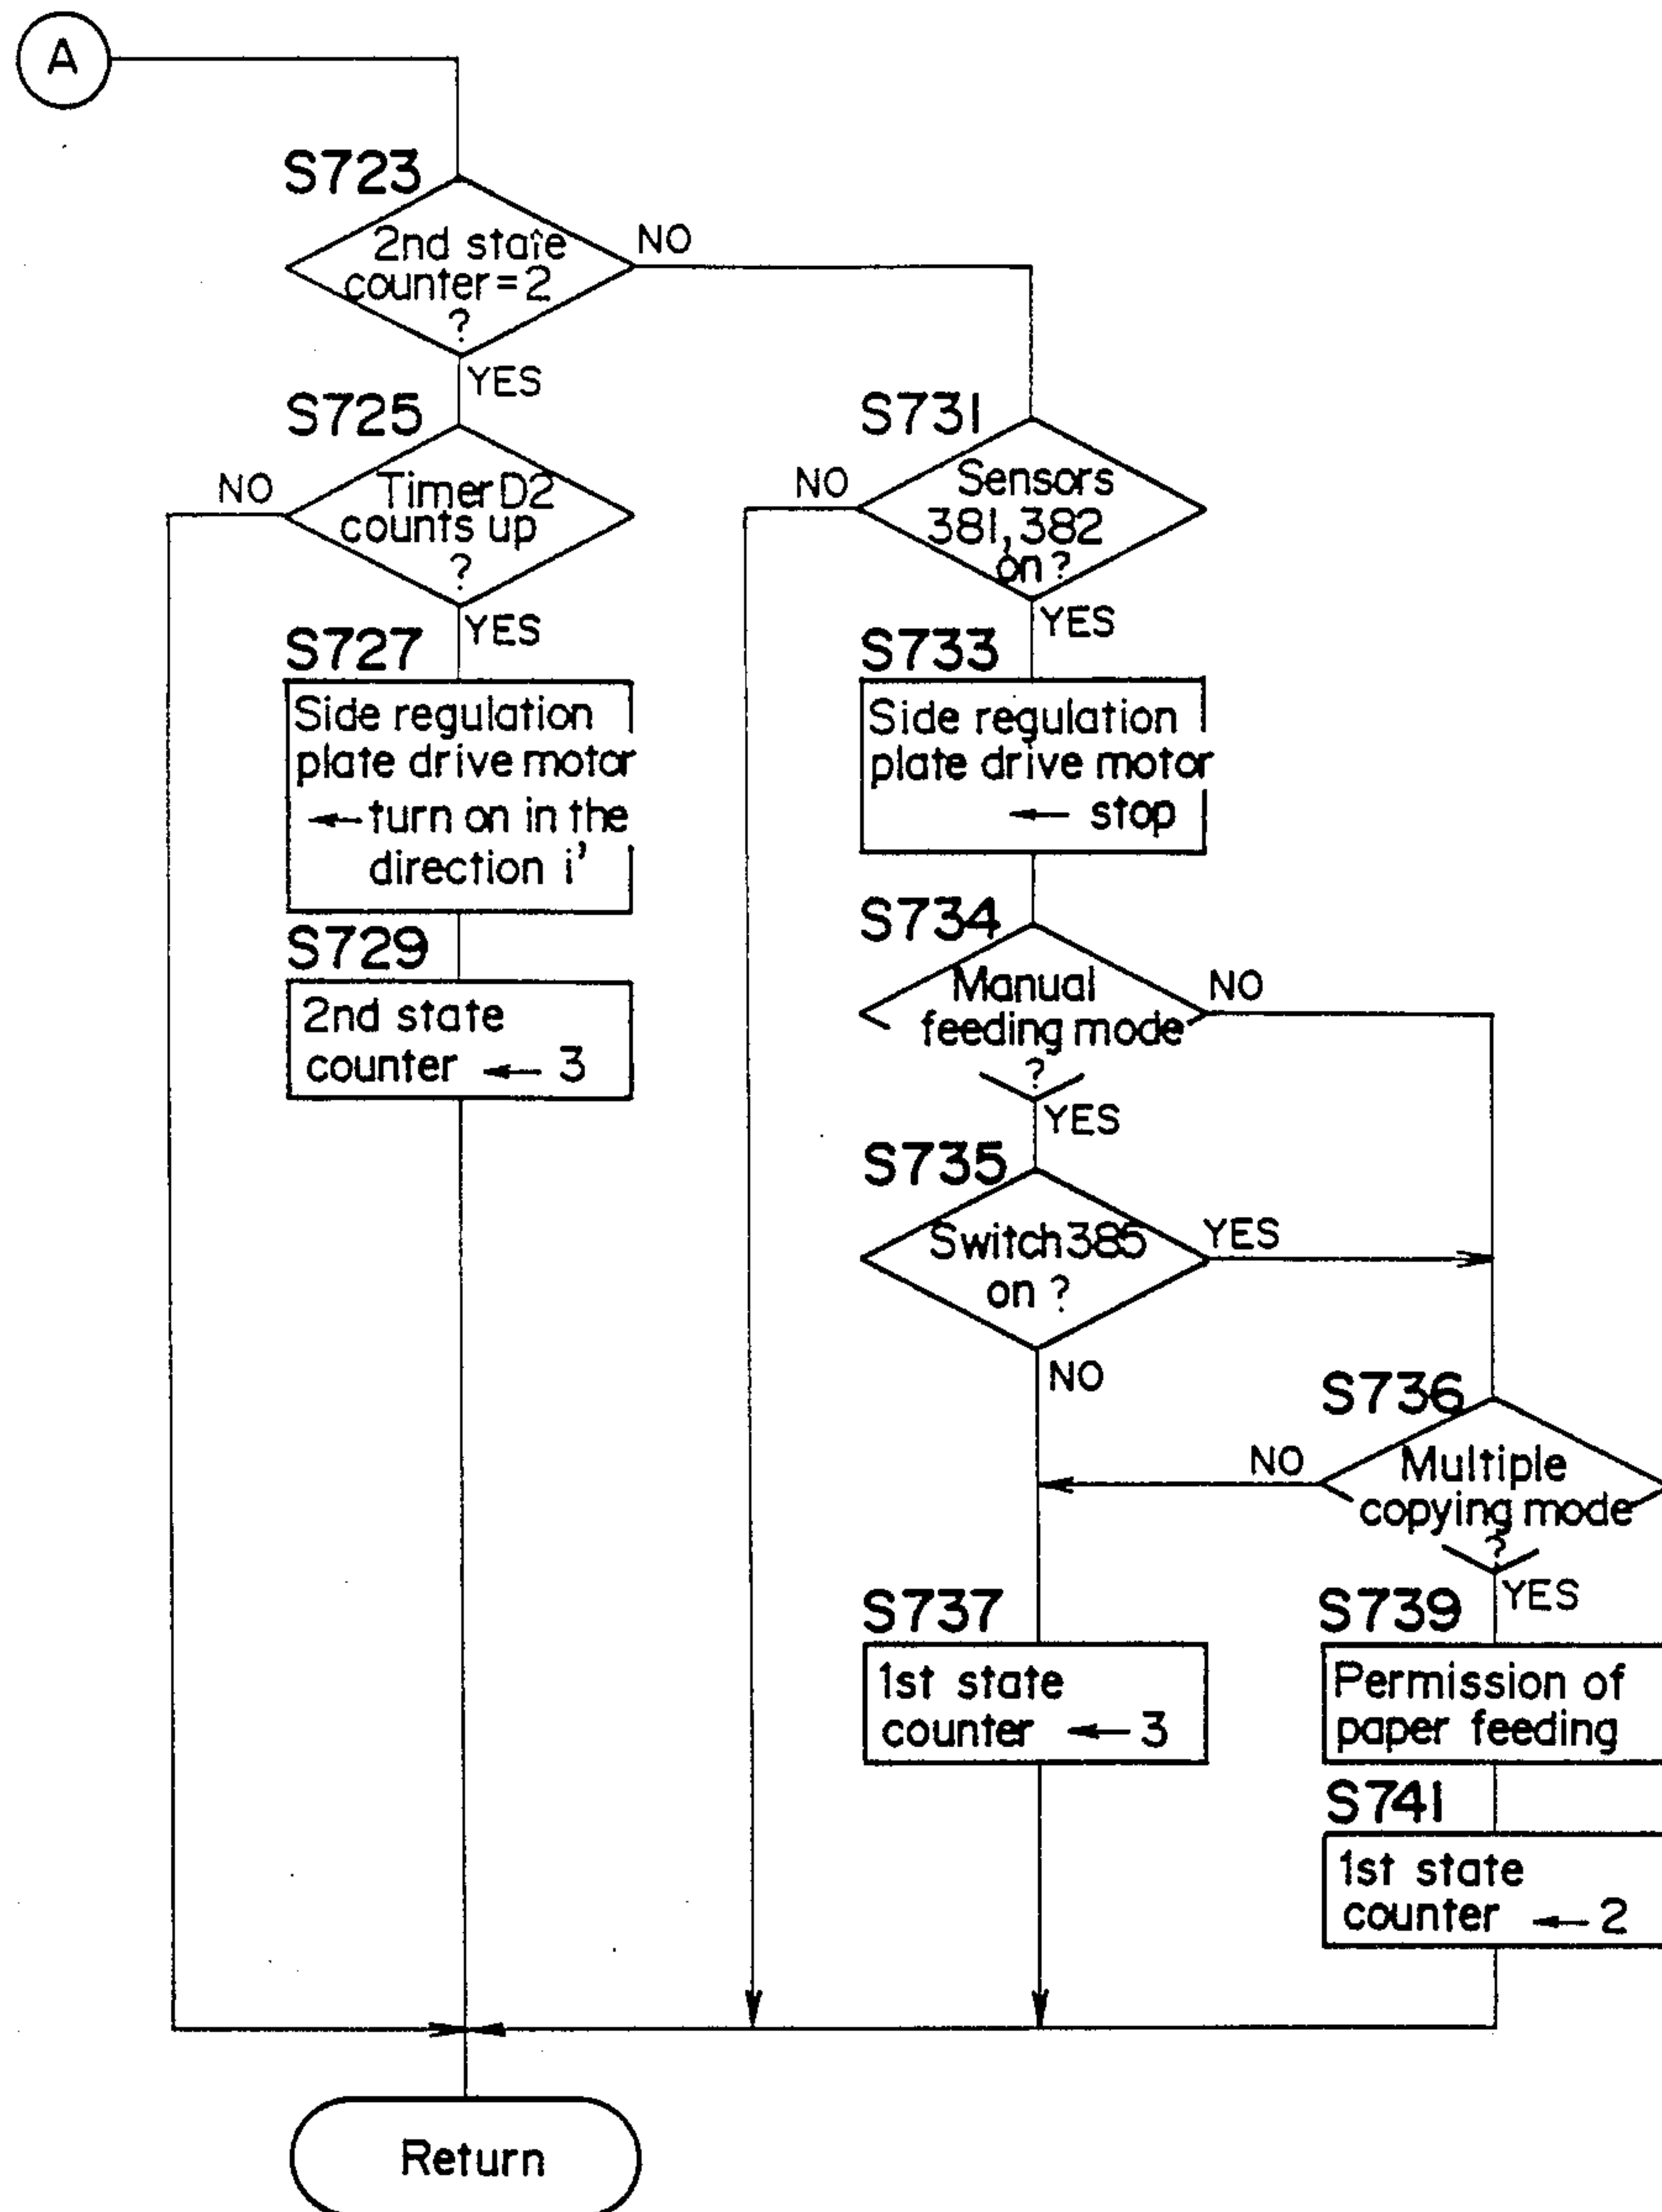 A
S723
2nd state
counter=2
?
NO
YES
S725
NO
Timer D2
counts up
?
YES
S727
Side regulation
plate drive motor
← turn on in the
direction i'
S729
2nd state
counter ← 3
S731
NO
Sensors
381, 382
on ?
YES
S733
Side regulation
plate drive motor
← stop
S734
Manual
feeding mode
?
NO
YES
S735
Switch 385
on ?
YES
NO
S736
NO
Multiple
copying mode
?
YES
S737
1st state
counter ← 3
S739
Permission of
paper feeding
S741
1st state
counter ← 2
Return